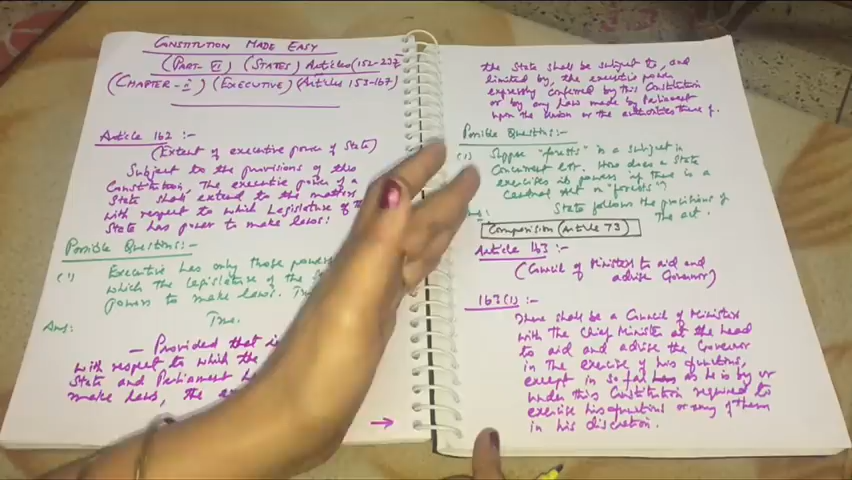 CONSTITUTION MADE EASY
(PART-VI) (STATES) Articles (152-237
(CHAPTER-II) (EXECUTIVE) (Articles 153-167)
Article 162 :-
(Extent of executive power of State)
Subject to the provisions of this
Constitution, the executive power of a
State shall extend to the matters
with respect to which Legislature of the
State has power to make laws:
Possible Questions:-
(1) Executive has only those powers
which the Legislature of the
powers to make laws.
Ans:
True.
— Provided that i
with respect to which the
State and Parliament
make laws, the
the State shall be subject to, and
limited by, the executive power
expressly conferred by this Constitution
or by any law made by Parliament
upon the Union or the authorities there f.
Possible Questions:-
(1) Suppose "forests" is a subject in
Concurrent list. How does a State
exercise its powers if there is a
Central Act on "forests"?
Ans: State follows the provisions of
the act.
Comparision (Article 73)
Article 163 :-
(Council of Ministers to aid and
advise Governor)
163(1) :-
There shall be a Council of Ministers
with the Chief Minister at the head
to aid and advise the Governor
in the exercise of his functions,
except in so far as he is by or
under this Constitution required to
exercise his functions or any of them
in his discretion.